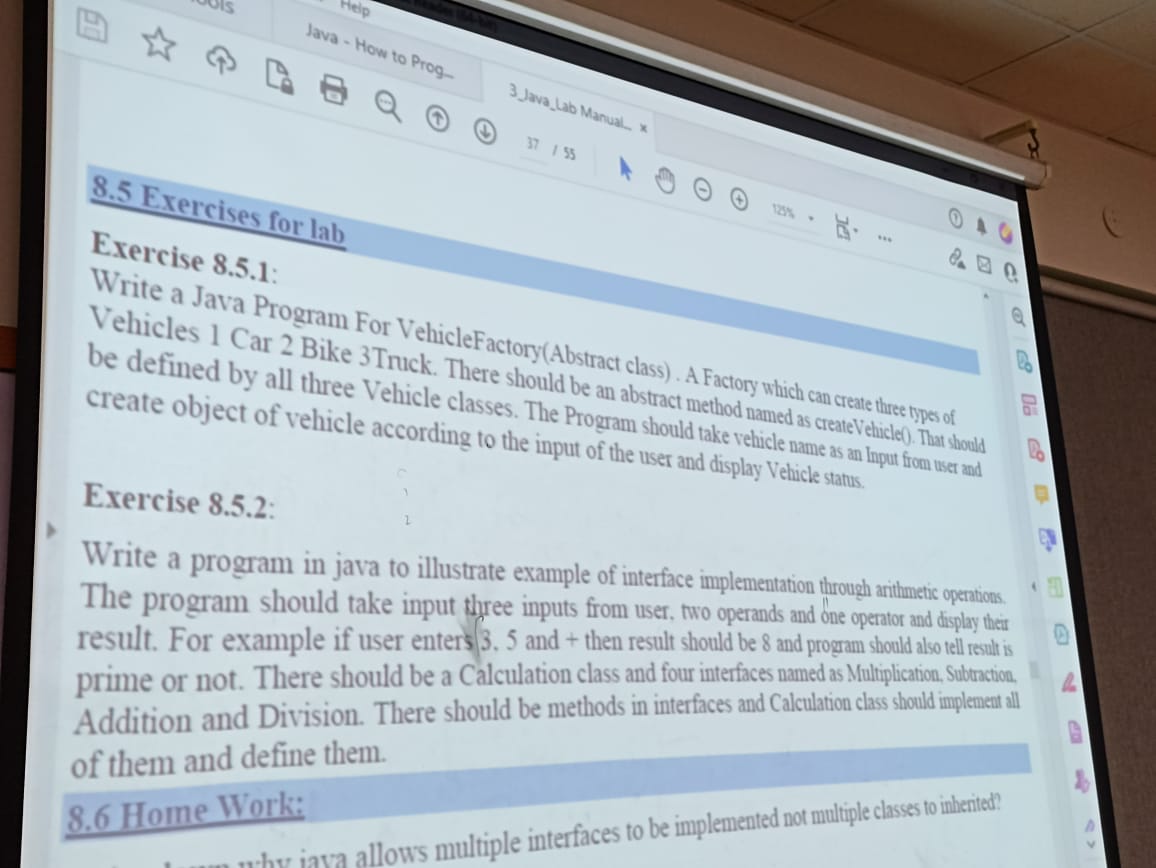 Help
Java - How to Prog...
3_Java_Lab Manual... ×
37 / 55
125%
8.5 Exercises for lab
Exercise 8.5.1:
Write a Java Program For VehicleFactory(Abstract class) . A Factory which can create three types of
Vehicles 1 Car 2 Bike 3Truck. There should be an abstract method named as createVehicle(). That should
be defined by all three Vehicle classes. The Program should take vehicle name as an Input from user and
create object of vehicle according to the input of the user and display Vehicle status.
Exercise 8.5.2:
Write a program in java to illustrate example of interface implementation through arithmetic operations.
The program should take input three inputs from user, two operands and one operator and display their
result. For example if user enters 3, 5 and + then result should be 8 and program should also tell result is
prime or not. There should be a Calculation class and four interfaces named as Multiplication, Subtraction,
Addition and Division. There should be methods in interfaces and Calculation class should implement all
of them and define them.
8.6 Home Work:
why java allows multiple interfaces to be implemented not multiple classes to inherited?